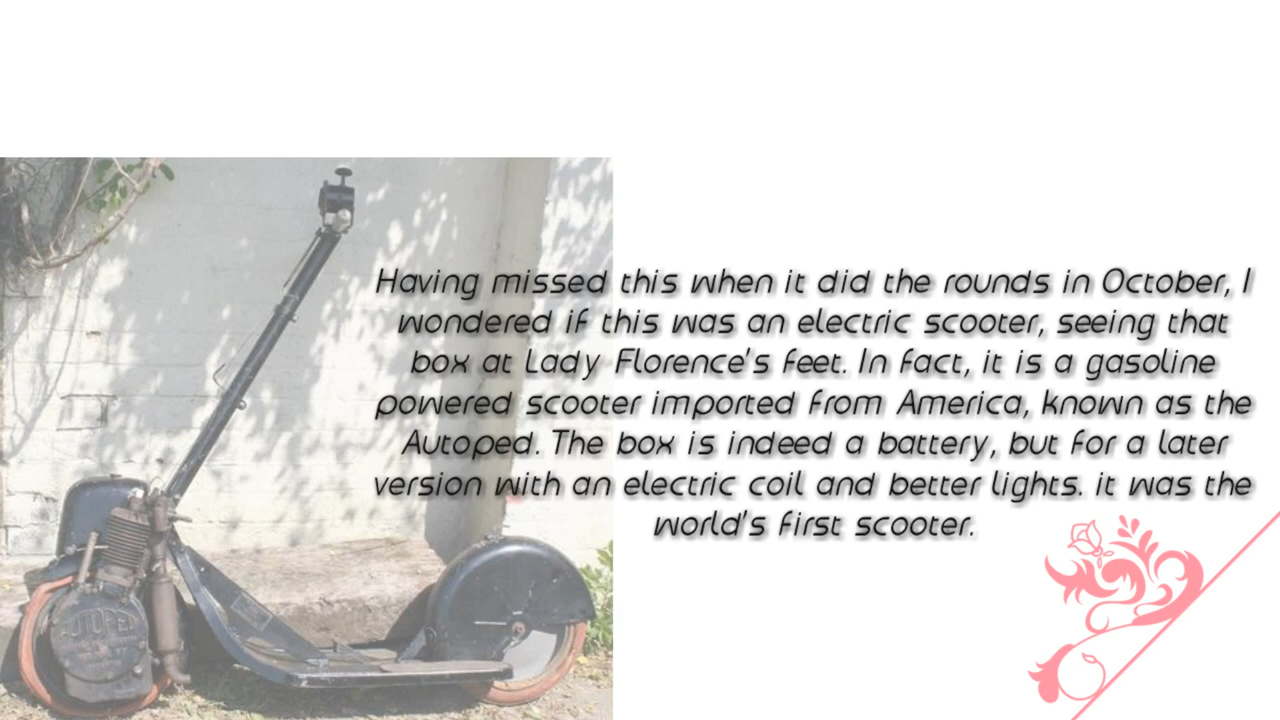 Having missed this when it did the rounds in October, I
wondered if this was an electric scooter, seeing that
box at Lady Florence's feet. In fact, it is a gasoline
powered scooter imported from America, known as the
Autoped. The box is indeed a battery, but for a later
version with an electric coil and better lights. it was the
world's first scooter.